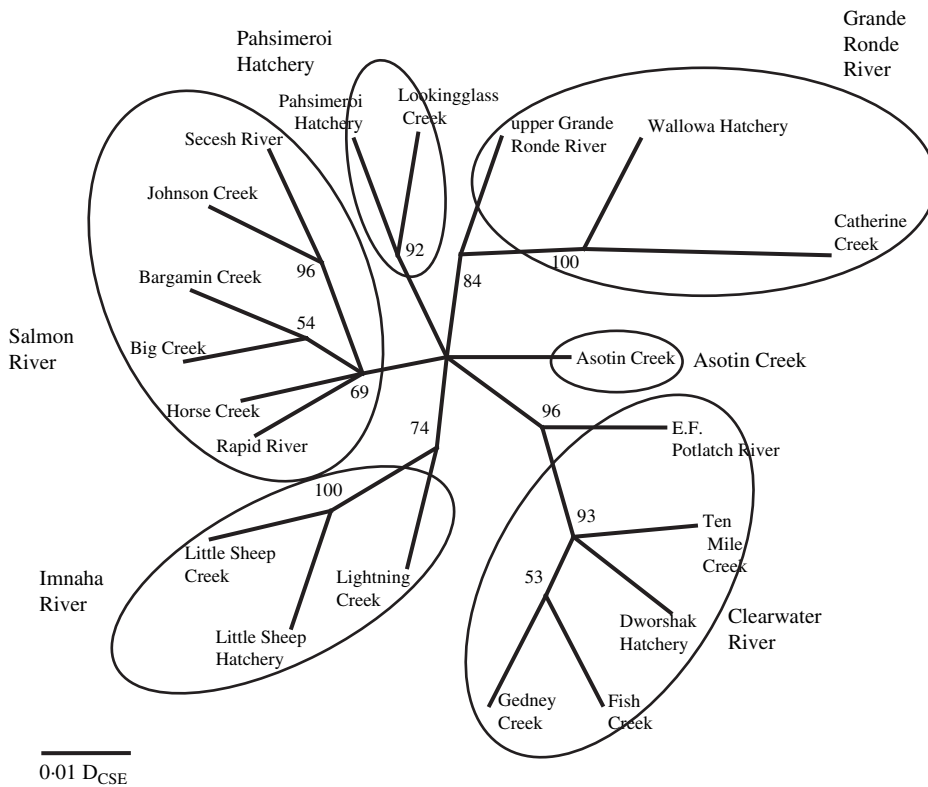 Grande
Ronde
River
Pahsimeroi
Hatchery
Pahsimeroi
Hatchery
Lookingglass
Creek
upper Grande
Ronde River
Wallowa Hatchery
Catherine
Creek
Secesh River
Johnson Creek
Bargamin Creek
Big Creek
Horse Creek
Rapid River
Salmon
River
96
54
69
92
84
100
Asotin Creek
Asotin Creek
74
100
Little Sheep
Creek
Little Sheep
Hatchery
Lightning
Creek
Imnaha
River
96
E.F.
Potlatch River
93
Ten
Mile
Creek
53
Dworshak
Hatchery
Clearwater
River
Gedney
Creek
Fish
Creek
0·01 D_CSE